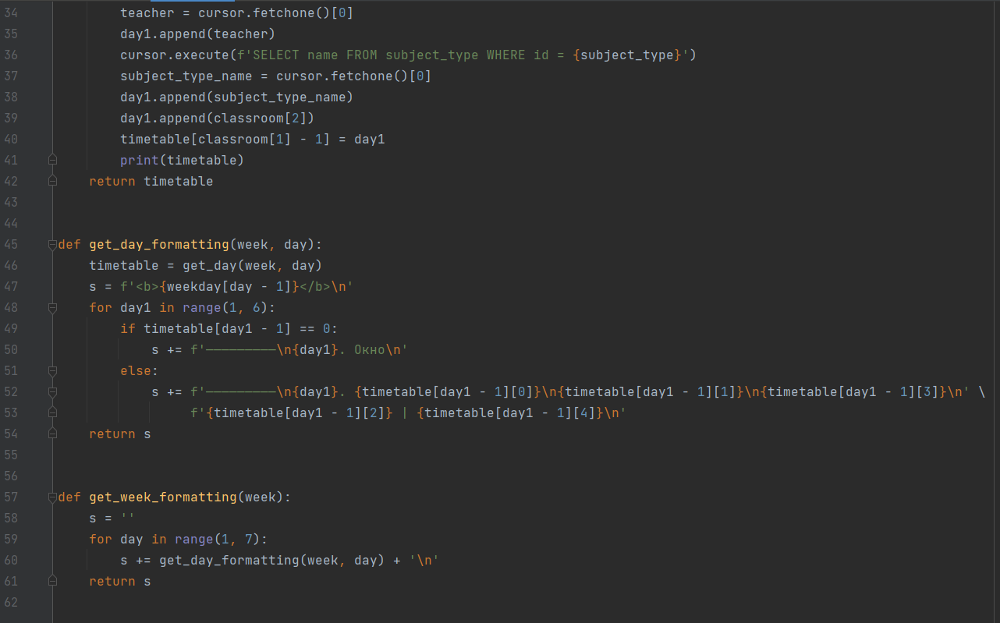 34 teacher = cursor.fetchone()[0]
35 day1.append(teacher)
36 cursor.execute(f'SELECT name FROM subject_type WHERE id = {subject_type}')
37 subject_type_name = cursor.fetchone()[0]
38 day1.append(subject_type_name)
39 day1.append(classroom[2])
40 timetable[classroom[1] - 1] = day1
41 print(timetable)
42 return timetable
43
44
45 def get_day_formatting(week, day):
46 timetable = get_day(week, day)
47 s = f'<b>{weekday[day - 1]}</b>\n'
48 for day1 in range(1, 6):
49 if timetable[day1 - 1] == 0:
50 s += f'—————————\n{day1}. Окно\n'
51 else:
52 s += f'—————————\n{day1}. {timetable[day1 - 1][0]}\n{timetable[day1 - 1][1]}\n{timetable[day1 - 1][3]}\n' \
53 f'{timetable[day1 - 1][2]} | {timetable[day1 - 1][4]}\n'
54 return s
55
56
57 def get_week_formatting(week):
58 s = ''
59 for day in range(1, 7):
60 s += get_day_formatting(week, day) + '\n'
61 return s
62